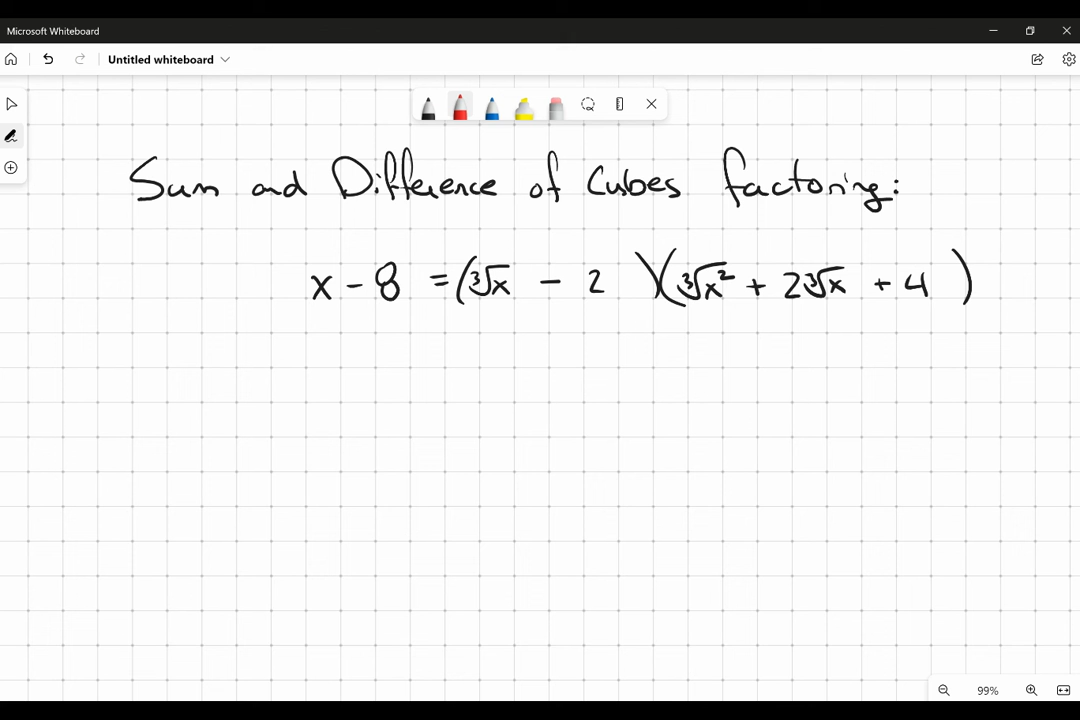 Microsoft Whiteboard
Untitled whiteboard
Sum and Difference of Cubes factoring:
x - 8 = (∛x - 2)(∛x² + 2∛x + 4)
99%